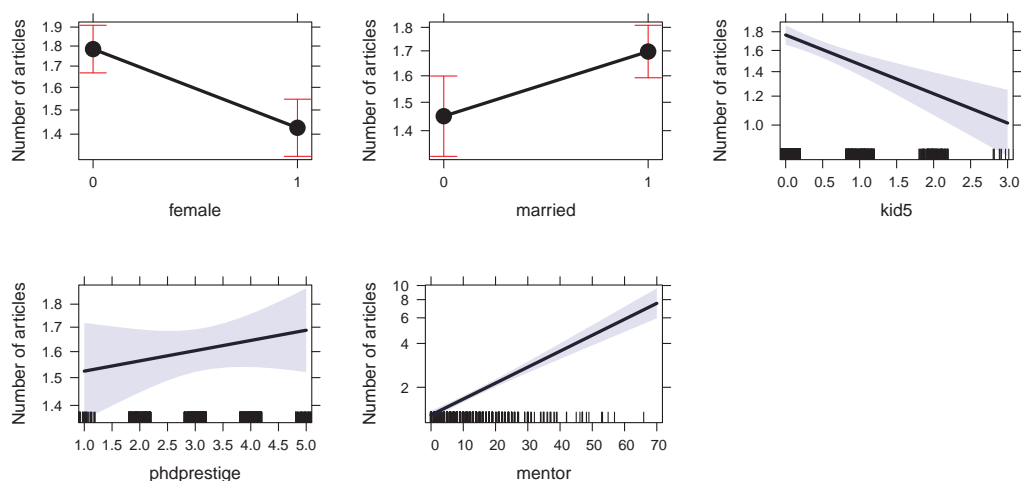 Number of articles
1.9
1.8
1.7
1.6
1.5
1.4
0 1
female
Number of articles
1.8
1.7
1.6
1.5
1.4
0 1
married
Number of articles
1.8
1.6
1.4
1.2
1.0
0.0 0.5 1.0 1.5 2.0 2.5 3.0
kid5
Number of articles
1.8
1.7
1.6
1.5
1.4
1.0 1.5 2.0 2.5 3.0 3.5 4.0 4.5 5.0
phdprestige
Number of articles
10
8
6
4
2
0 10 20 30 40 50 60 70
mentor